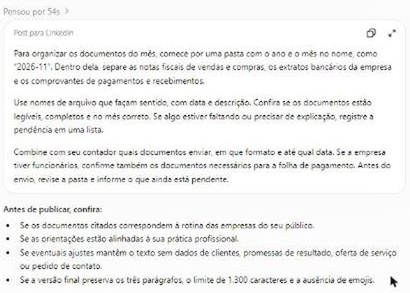 Pensou por 54s >
Post para LinkedIn
Para organizar os documentos do mês, comece por uma pasta com o ano e o mês no nome, como
"2026-11". Dentro dela, separe as notas fiscais de vendas e compras, os extratos bancários da empresa
e os comprovantes de pagamentos e recebimentos.
Use nomes de arquivo que façam sentido, com data e descrição. Confira se os documentos estão
legíveis, completos e no mês correto. Se algo estiver faltando ou precisar de explicação, registre a
pendência em uma lista.
Combine com seu contador quais documentos enviar, em que formato e até qual data. Se a empresa
tiver funcionários, confirme também os documentos necessários para a folha de pagamento. Antes do
envio, revise a pasta e informe o que ainda está pendente.
Antes de publicar, confira:
• Se os documentos citados correspondem à rotina das empresas do seu público.
• Se as orientações estão alinhadas à sua prática profissional.
• Se eventuais ajustes mantêm o texto sem dados de clientes, promessas de resultado, oferta de serviço
ou pedido de contato.
• Se a versão final preserva os três parágrafos, o limite de 1.300 caracteres e a ausência de emojis.